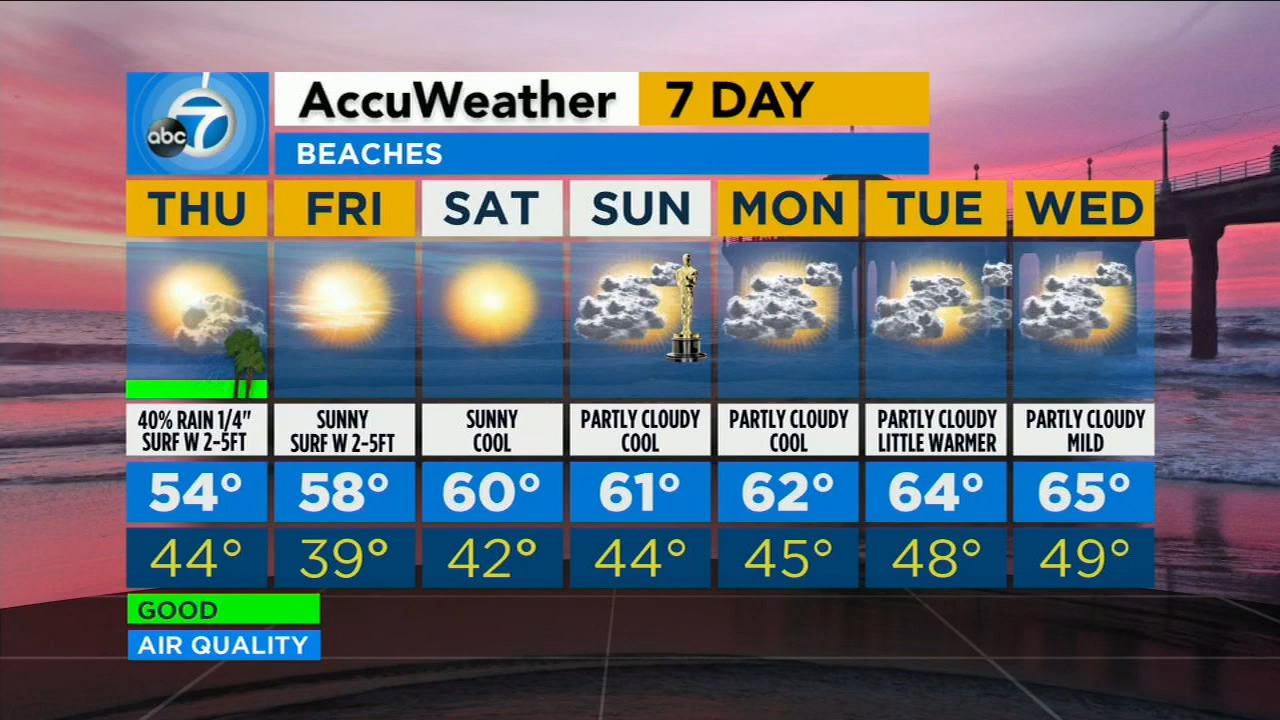 abc 7
AccuWeather 7 DAY
BEACHES
THU FRI SAT SUN MON TUE WED
40% RAIN 1/4" SUNNY SUNNY PARTLY CLOUDY PARTLY CLOUDY PARTLY CLOUDY PARTLY CLOUDY
SURF W 2-5FT SURF W 2-5FT COOL COOL COOL LITTLE WARMER MILD
54° 58° 60° 61° 62° 64° 65°
44° 39° 42° 44° 45° 48° 49°
GOOD
AIR QUALITY